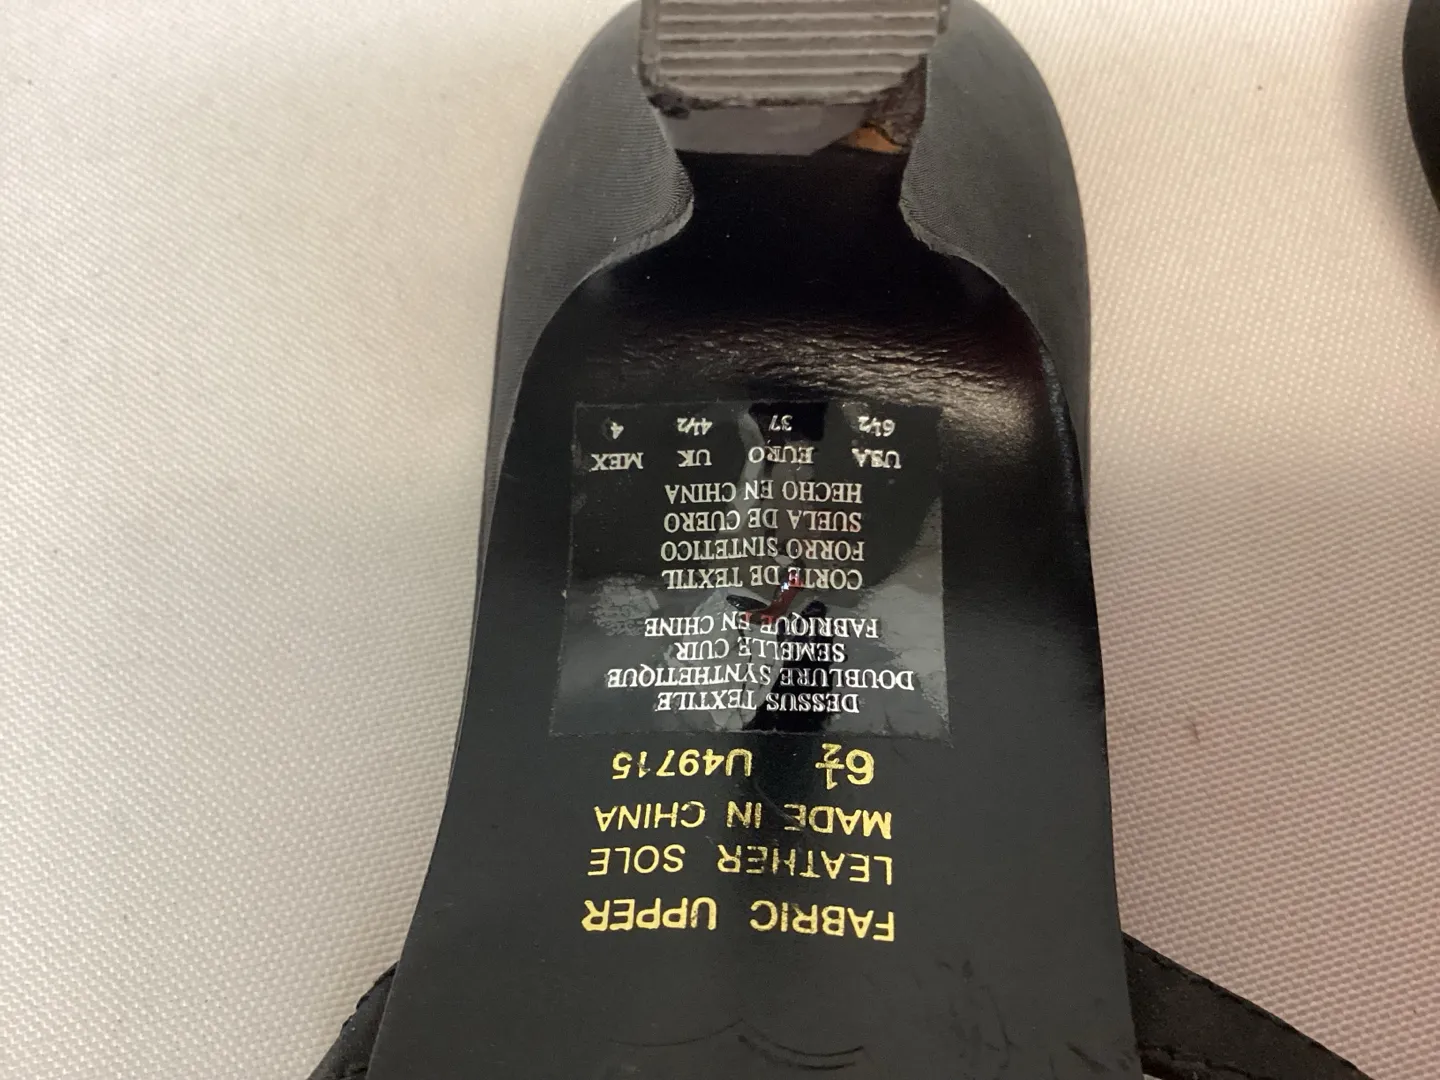 FABRIC UPPER
LEATHER SOLE
MADE IN CHINA
6½ U49715
DESSUS TEXTILE
DOUBLURE SYNTHETIQUE
SEMELLE CUIR
FABRIQUE EN CHINE
CORTE DE TEXTIL
FORRO SINTETICO
SUELA DE CUERO
HECHO EN CHINA
USA EURO UK MEX
6½ 37 4½ 4